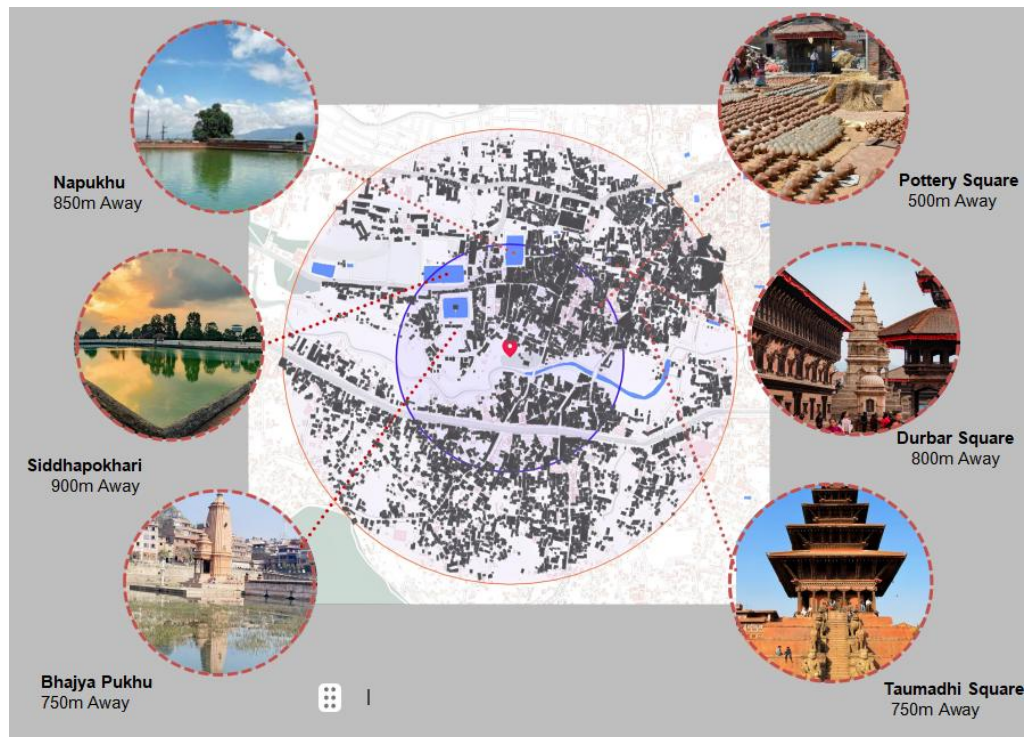 Napukhu
850m Away
Pottery Square
500m Away
Siddhapokhari
900m Away
Durbar Square
800m Away
Bhajya Pukhu
750m Away
Taumadhi Square
750m Away